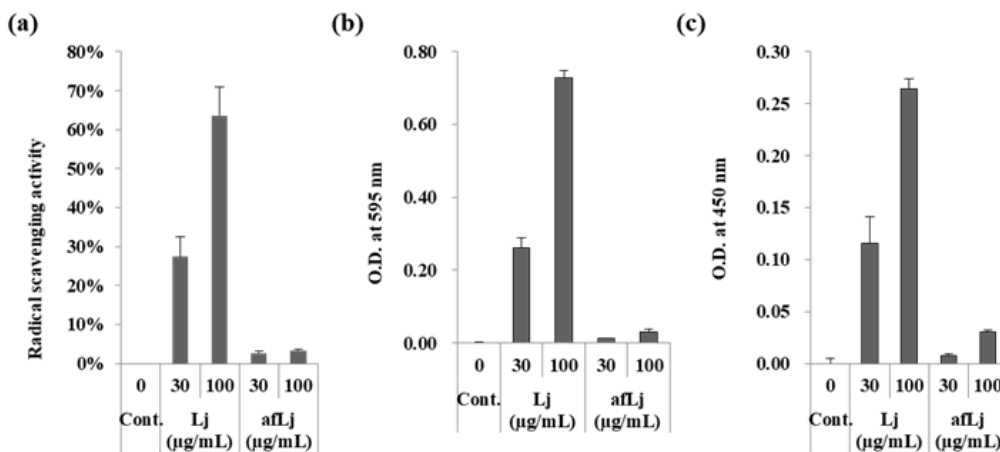 (a)
Radical scavenging activity
80%
70%
60%
50%
40%
30%
20%
10%
0%
0 30 100 30 100
Cont. Lj afLj
(μg/mL) (μg/mL)
(b)
O.D. at 595 nm
0.80
0.60
0.40
0.20
0.00
0 30 100 30 100
Cont. Lj afLj
(μg/mL) (μg/mL)
(c)
O.D. at 450 nm
0.30
0.25
0.20
0.15
0.10
0.05
0.00
0 30 100 30 100
Cont. Lj afLj
(μg/mL) (μg/mL)